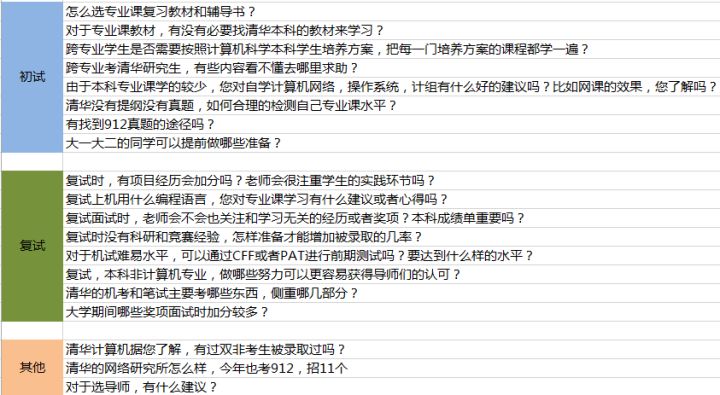 初试
怎么选专业课复习教材和辅导书？
对于专业课教材，有没有必要找清华本科的教材来学习？
跨专业学生是否需要按照计算机科学本科学生培养方案，把每一门培养方案的课程都学一遍？
跨专业考清华研究生，有些内容看不懂去哪里求助？
由于本科专业课学的较少，您对自学计算机网络，操作系统，计组有什么好的建议吗？比如网课的效果，您了解吗？
清华没有提纲没有真题，如何合理的检测自己专业课水平？
有找到912真题的途径吗？
大一大二的同学可以提前做哪些准备？
复试
复试时，有项目经历会加分吗？老师会很注重学生的实践环节吗？
复试上机用什么编程语言，您对专业课学习有什么建议或者心得吗？
复试面试时，老师会不会也关注和学习无关的经历或者奖项？本科成绩单重要吗？
复试时没有科研和竞赛经验，怎样准备才能增加被录取的几率？
对于机试难易水平，可以通过CFF或者PAT进行前期测试吗？要达到什么样的水平？
复试，本科非计算机专业，做哪些努力可以更容易获得导师们的认可？
清华的机考和笔试主要考哪些东西，侧重哪几部分？
大学期间哪些奖项面试时加分较多？
其他
清华计算机据您了解，有过双非考生被录取过吗？
清华的网络研究所怎么样，今年也考912，招11个
对于选导师，有什么建议？